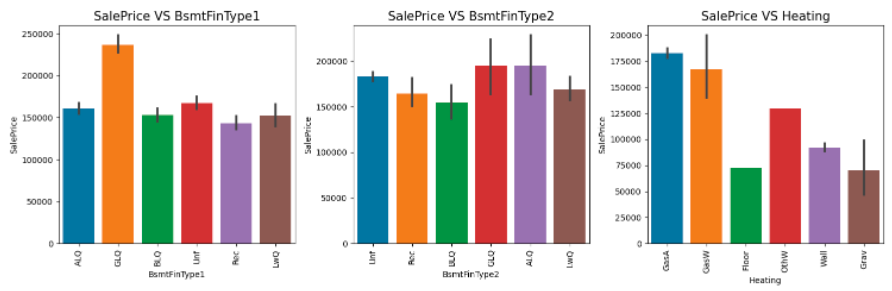 SalePrice VS BsmtFinType1
SalePrice
250000
200000
150000
100000
50000
0
ALQ
GLQ
BLQ
Unf
Rec
LwQ
BsmtFinType1
SalePrice VS BsmtFinType2
SalePrice
200000
150000
100000
50000
0
Unf
Rec
BLQ
GLQ
ALQ
LwQ
BsmtFinType2
SalePrice VS Heating
SalePrice
200000
175000
150000
125000
100000
75000
50000
25000
0
GasA
GasW
Floor
OthW
Wall
Grav
Heating